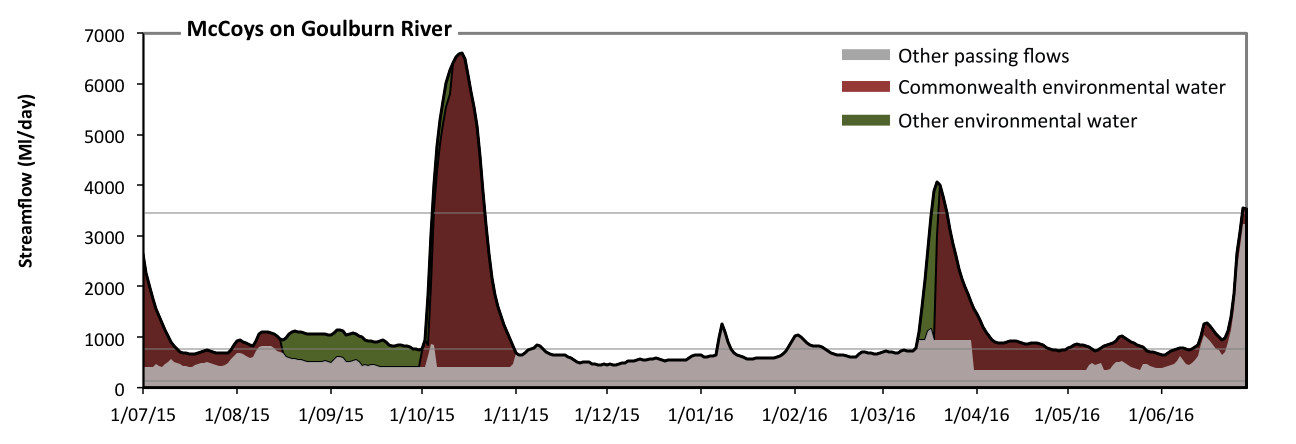 McCoys on Goulburn River
Streamflow (Ml/day)
7000
6000
5000
4000
3000
2000
1000
0
Other passing flows
Commonwealth environmental water
Other environmental water
1/07/15 1/08/15 1/09/15 1/10/15 1/11/15 1/12/15 1/01/16 1/02/16 1/03/16 1/04/16 1/05/16 1/06/16